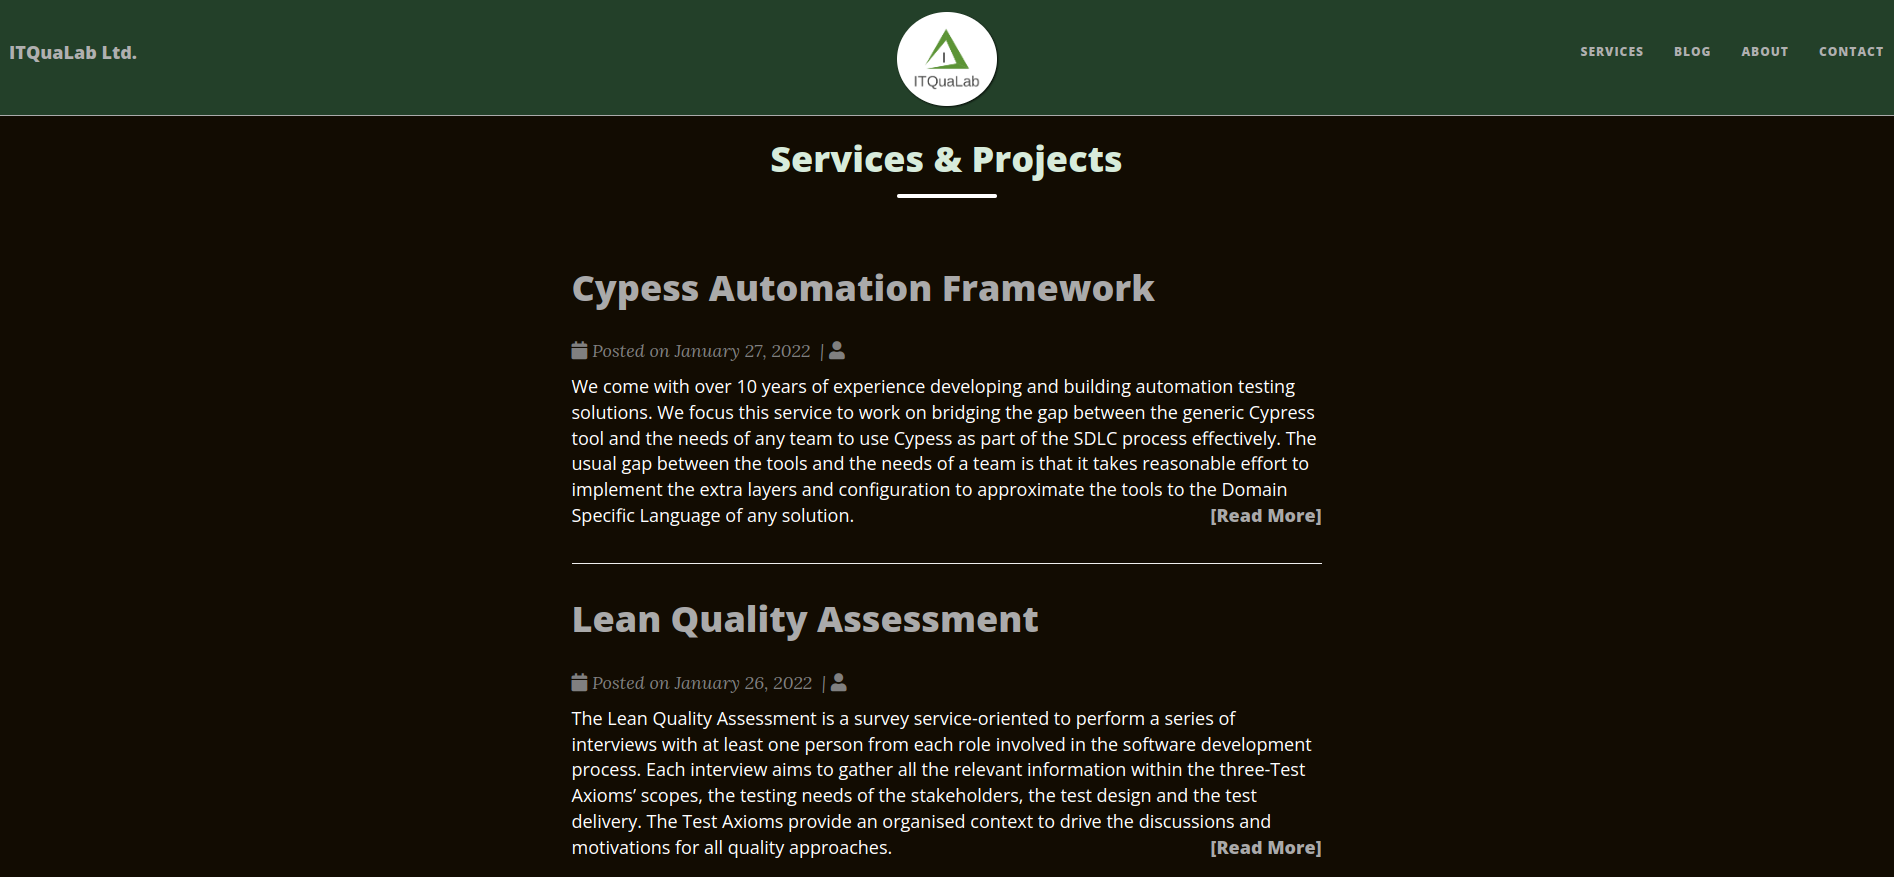 ITQuaLab Ltd.
ITQuaLab
SERVICES BLOG ABOUT CONTACT
Services & Projects
Cypess Automation Framework
Posted on January 27, 2022 |
We come with over 10 years of experience developing and building automation testing
solutions. We focus this service to work on bridging the gap between the generic Cypress
tool and the needs of any team to use Cypess as part of the SDLC process effectively. The
usual gap between the tools and the needs of a team is that it takes reasonable effort to
implement the extra layers and configuration to approximate the tools to the Domain
Specific Language of any solution. [Read More]
Lean Quality Assessment
Posted on January 26, 2022 |
The Lean Quality Assessment is a survey service-oriented to perform a series of
interviews with at least one person from each role involved in the software development
process. Each interview aims to gather all the relevant information within the three-Test
Axioms’ scopes, the testing needs of the stakeholders, the test design and the test
delivery. The Test Axioms provide an organised context to drive the discussions and
motivations for all quality approaches. [Read More]